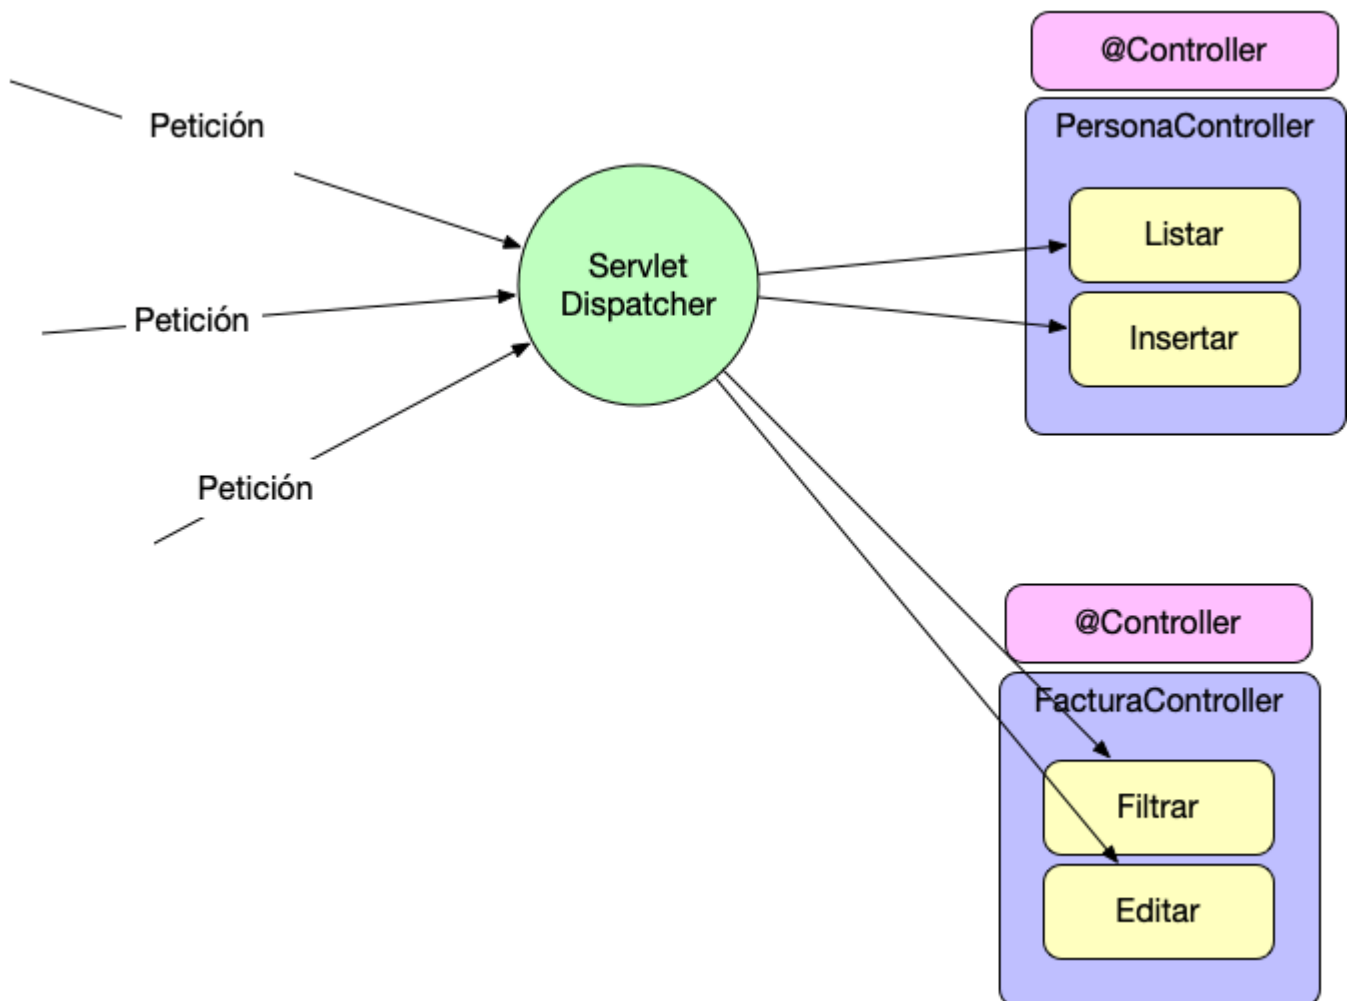 @Controller
Petición
PersonaController
Listar
Servlet
Dispatcher
Petición
Insertar
Petición
@Controller
FacturaController
Filtrar
Editar